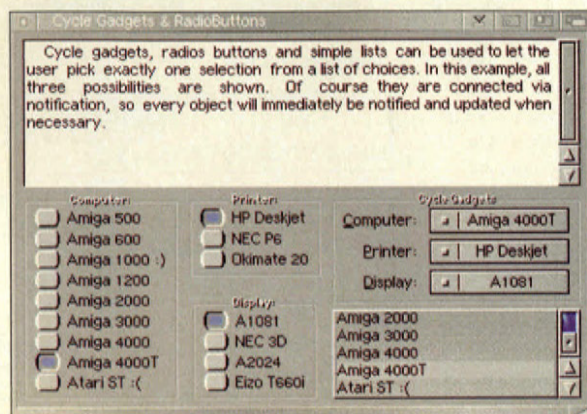 Cycle Gadgets & RadioButtons
Cycle gadgets, radios buttons and simple lists can be used to let the
user pick exactly one selection from a list of choices. In this example, all
three possibilities are shown. Of course they are connected via
notification, so every object will immediately be notified and updated when
necessary.
Computer:
Amiga 500
Amiga 600
Amiga 1000 :)
Amiga 1200
Amiga 2000
Amiga 3000
Amiga 4000
Amiga 4000T
Atari ST :(
Printer:
HP Deskjet
NEC P6
Okimate 20
Display:
A1081
NEC 3D
A2024
Eizo T660i
Cycle Gadgets
Computer: Amiga 4000T
Printer: HP Deskjet
Display: A1081
Amiga 2000
Amiga 3000
Amiga 4000
Amiga 4000T
Atari ST :(